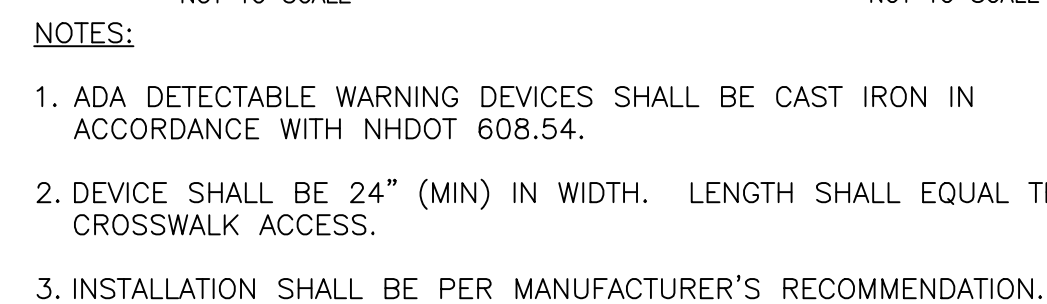 NOT TO SCALE NOT TO SCALE
NOTES:
1. ADA DETECTABLE WARNING DEVICES SHALL BE CAST IRON IN
ACCORDANCE WITH NHDOT 608.54.
2. DEVICE SHALL BE 24" (MIN) IN WIDTH. LENGTH SHALL EQUAL
CROSSWALK ACCESS.
3. INSTALLATION SHALL BE PER MANUFACTURER'S RECOMMENDATION.